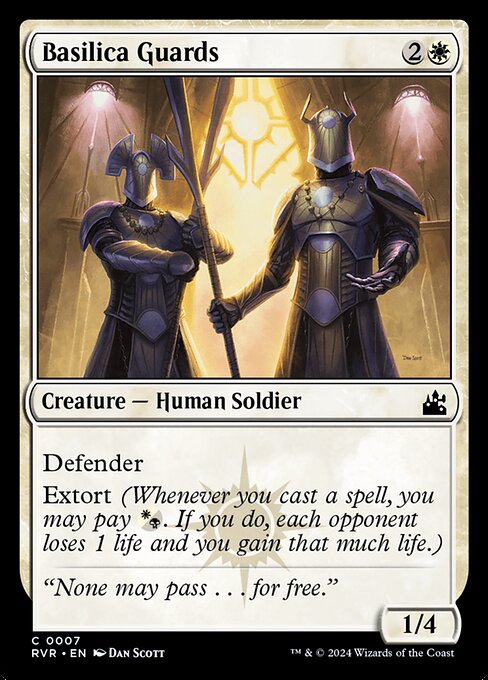 Basilica Guards 2
Dan Scott
Creature — Human Soldier
Defender
Extort (Whenever you cast a spell, you
may pay . If you do, each opponent
loses 1 life and you gain that much life.)
“None may pass . . . for free.”
1/4
C 0007
RVR • EN Dan Scott
™ & © 2024 Wizards of the Coast